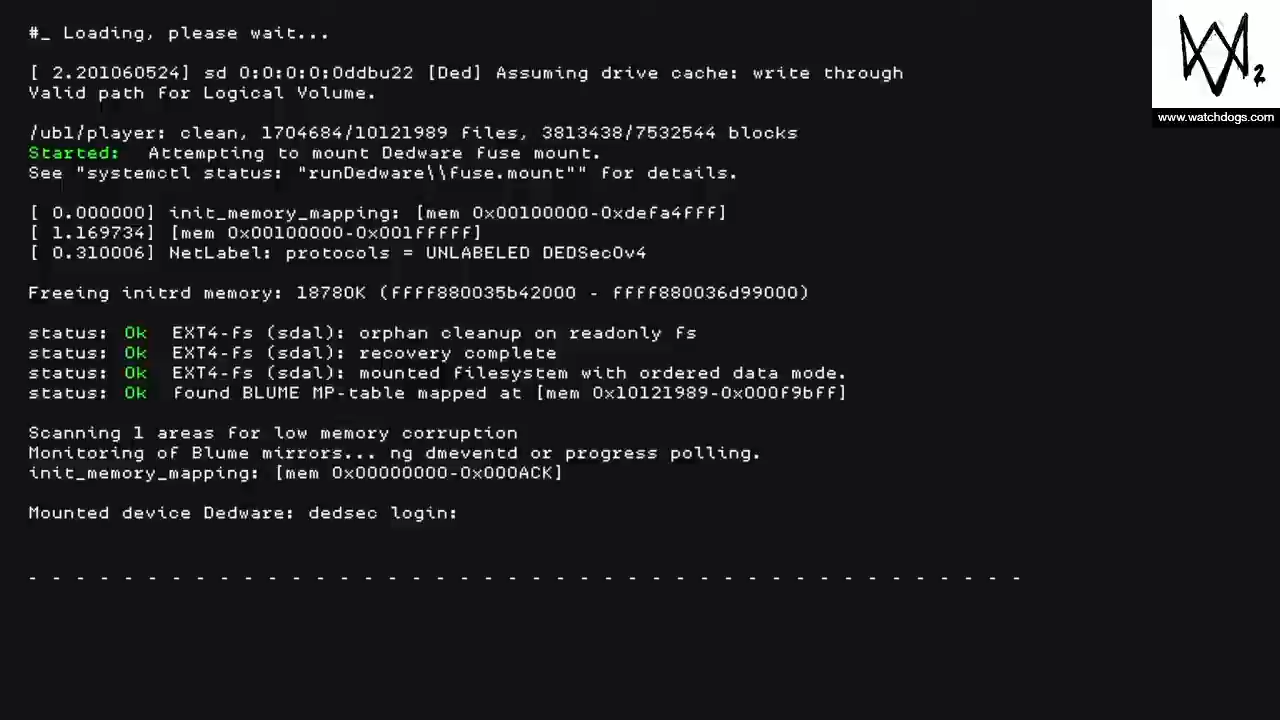 #_ Loading, please wait...
[ 2.201060524] sd 0:0:0:0:0ddbu22 [Ded] Assuming drive cache: write through
Valid path for Logical Volume.
/ubl/player: clean, 1704684/10121989 files, 3813438/7532544 blocks
Started: Attempting to mount Dedware fuse mount.
See "systemctl status: "runDedware\\fuse.mount"" for details.
[ 0.000000] init_memory_mapping: [mem 0x00100000-0xdefa4fff]
[ 1.169734] [mem 0x00100000-0x001fffff]
[ 0.310006] NetLabel: protocols = UNLABELED DEDSecOv4
Freeing initrd memory: 18780K (ffff880035b42000 - ffff880036d99000)
status: Ok EXT4-fs (sdal): orphan cleanup on readonly fs
status: Ok EXT4-fs (sdal): recovery complete
status: Ok EXT4-fs (sdal): mounted filesystem with ordered data mode.
status: Ok found BLUME MP-table mapped at [mem 0x10121989-0x000f9bff]
Scanning 1 areas for low memory corruption
Monitoring of Blume mirrors... ng dmeventd or progress polling.
init_memory_mapping: [mem 0x00000000-0x000ACK]
Mounted device Dedware: dedsec login:
- - - - - - - - - - - - - - - - - - - - - - - - - - - - - - - - - - - - - - - - - -
2
www.watchdogs.com